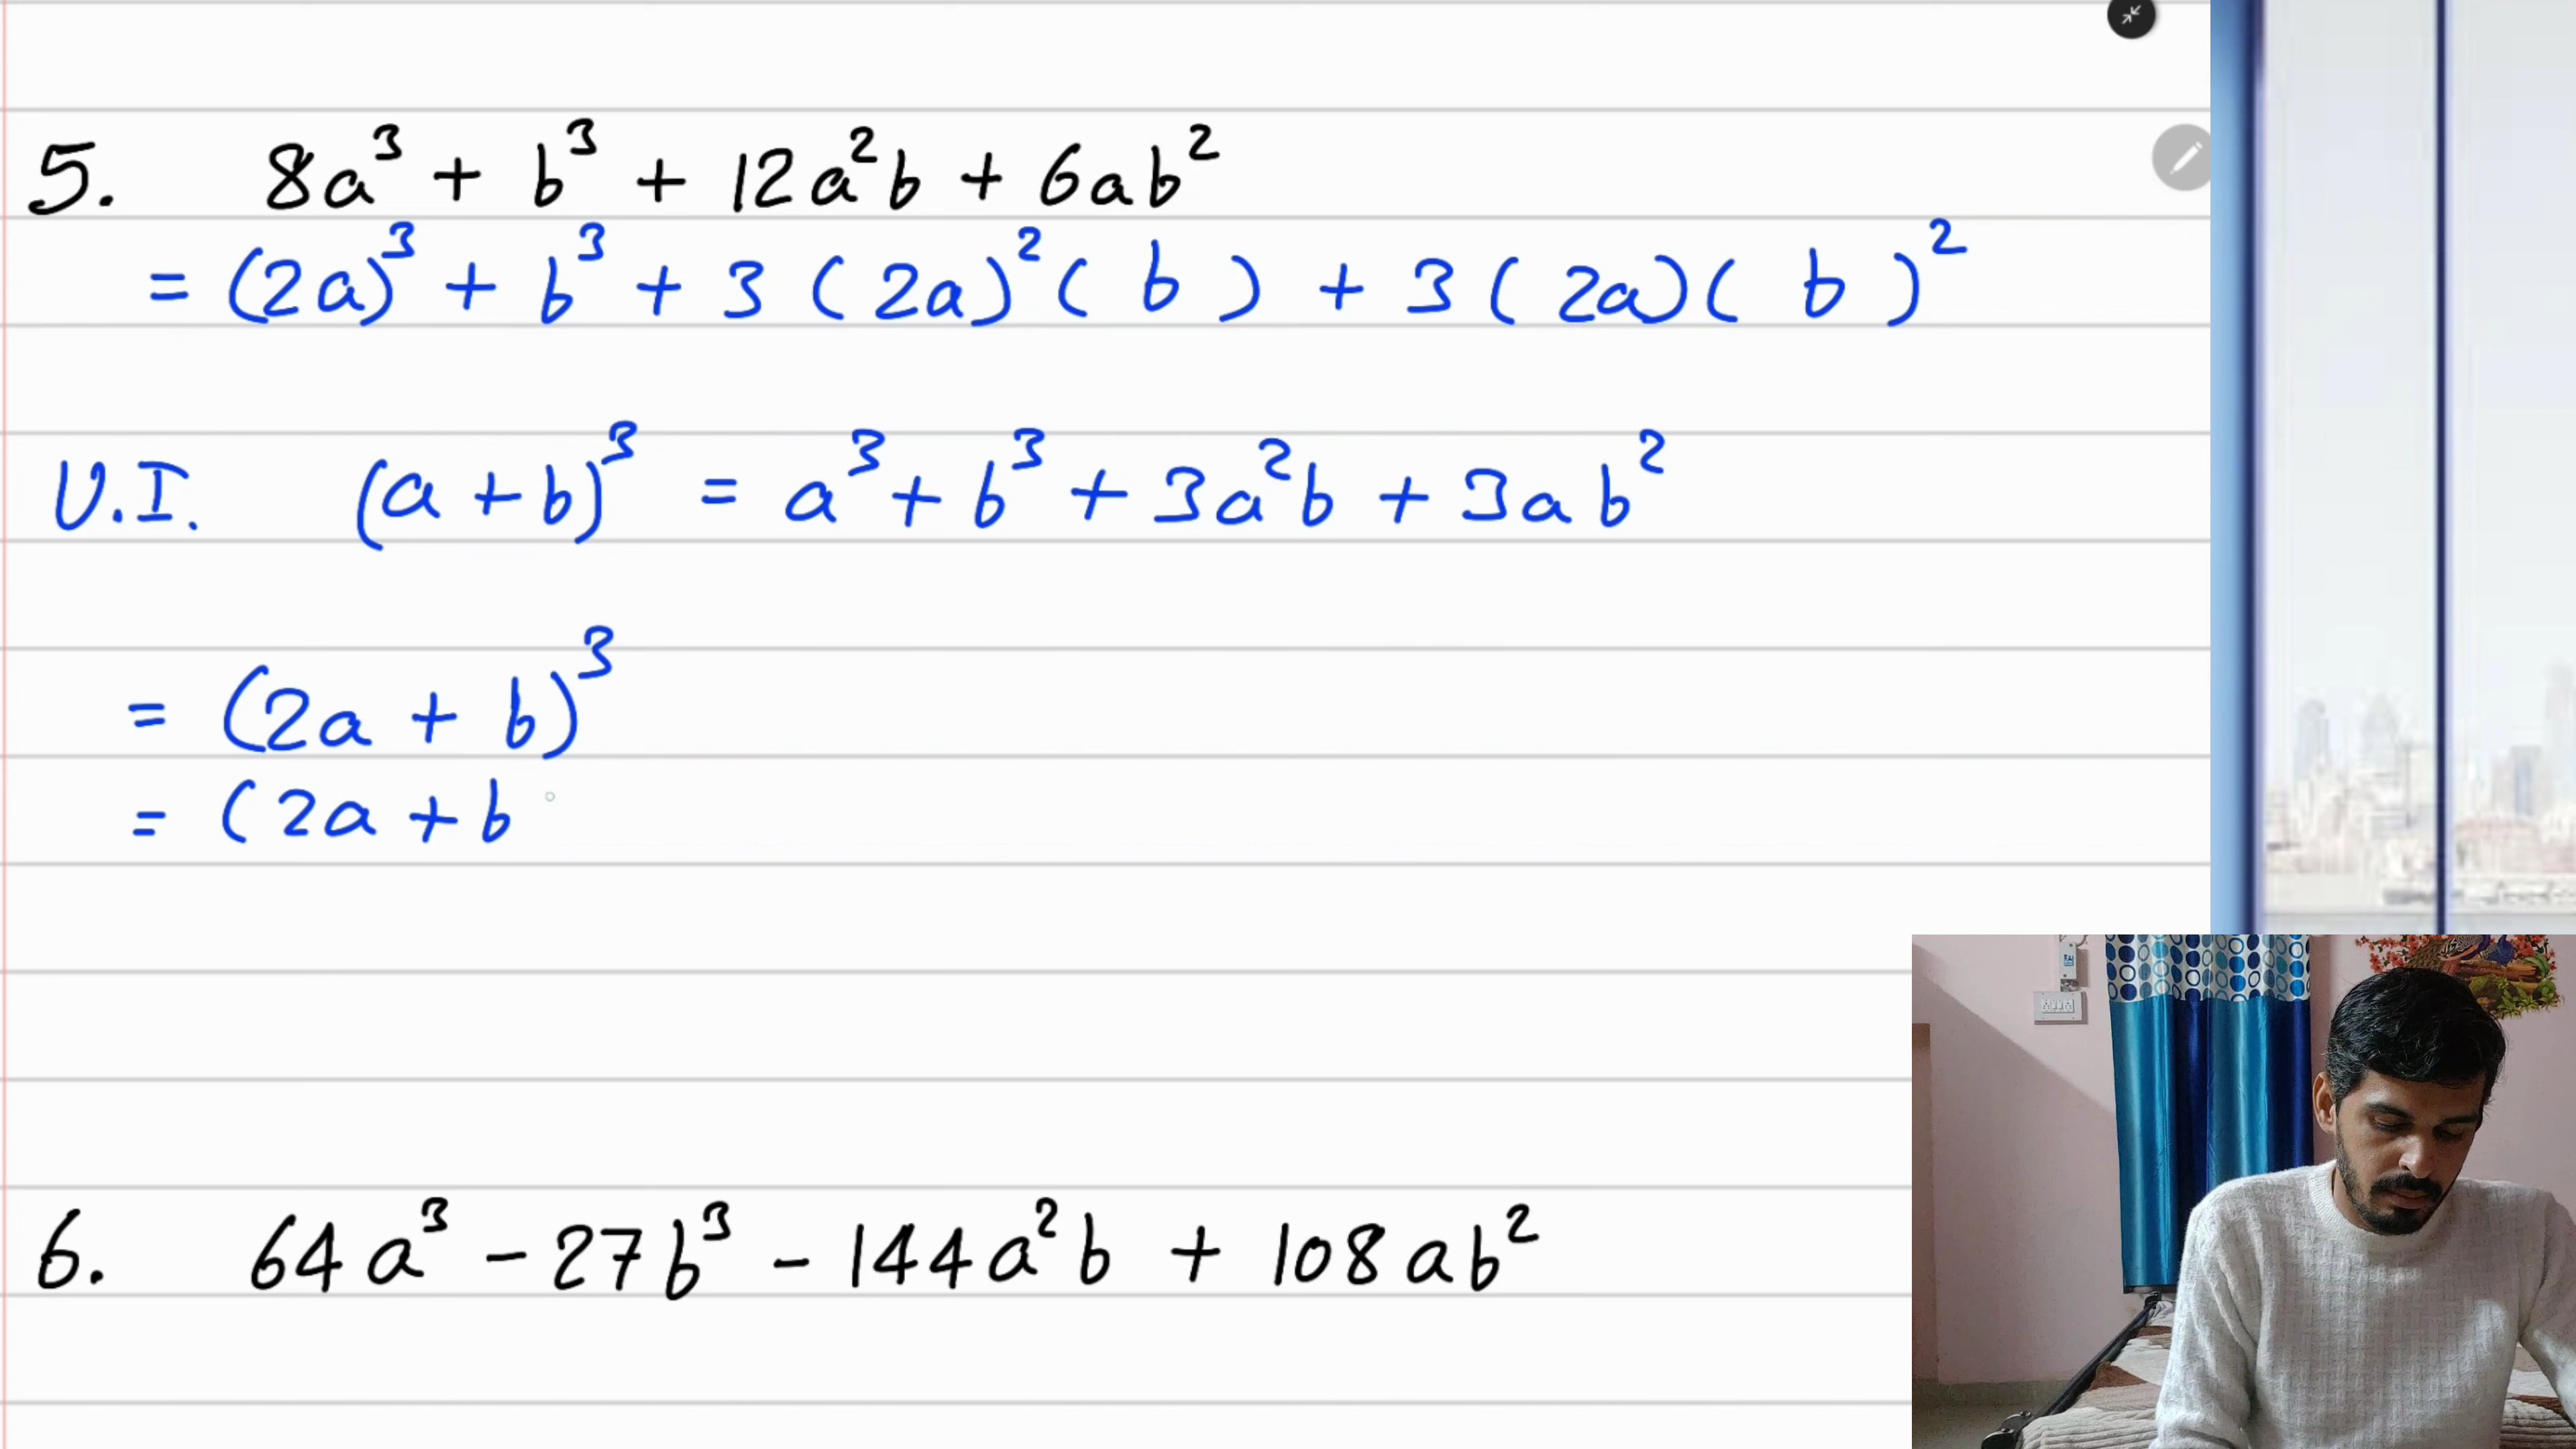 5. 8a³ + b³ + 12a²b + 6ab²
= (2a)³ + b³ + 3 ( 2a)² ( b ) + 3 ( 2a) ( b )²
U.I. (a + b)³ = a³ + b³ + 3a²b + 3ab²
= (2a + b)³
= (2a + b
6. 64a³ - 27b³ - 144a²b + 108ab²